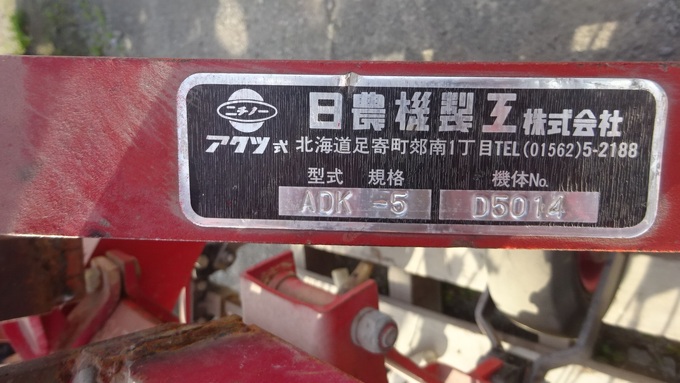 ニチノー
日農機製工株式会社
アクツ式 北海道足寄町郊南1丁目TEL(01562)5-2188
型式 規格 機体No.
ADK -5 D5014